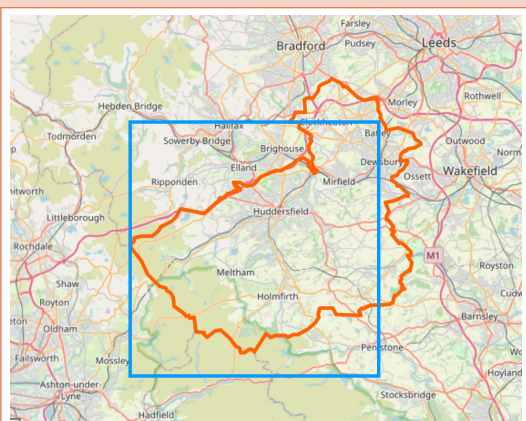 Farsley
Bradford
Pudsey
Leeds
Rothwell
Morley
Hebden Bridge
Halifax
Cleckheaton
Batley
Todmorden
Sowerby Bridge
Brighouse
Outwood
Elland
Dewsbury
Wakefield
Ripponden
Mirfield
Ossett
Littleborough
Huddersfield
Rochdale
M1
Royston
Meltham
Shaw
Holmfirth
Royton
Barnsley
Oldham
Failsworth
Mossley
Penistone
Hoyland
Ashton-under-
Lyne
Stocksbridge
Hadfield